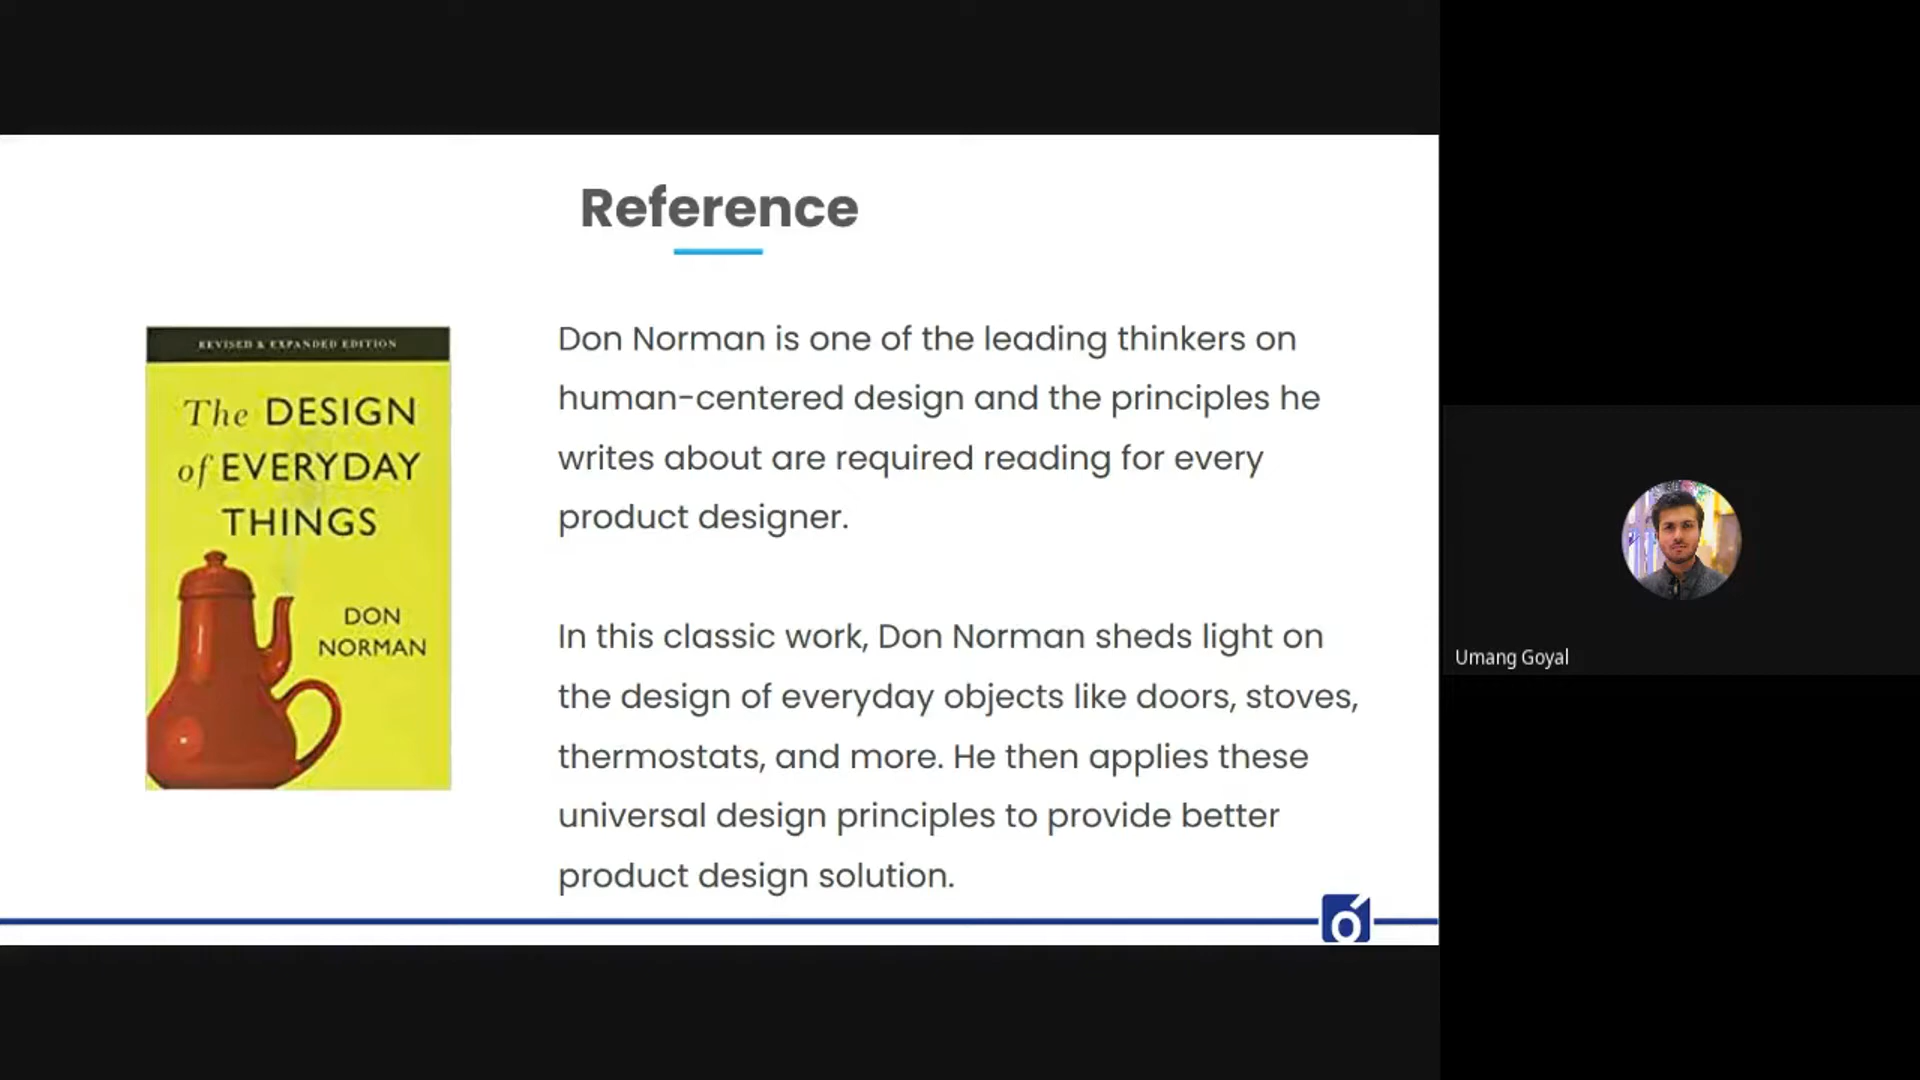 Reference
REVISED & EXPANDED EDITION
The DESIGN
of EVERYDAY
THINGS
DON
NORMAN
Don Norman is one of the leading thinkers on
human-centered design and the principles he
writes about are required reading for every
product designer.
In this classic work, Don Norman sheds light on
the design of everyday objects like doors, stoves,
thermostats, and more. He then applies these
universal design principles to provide better
product design solution.
Umang Goyal